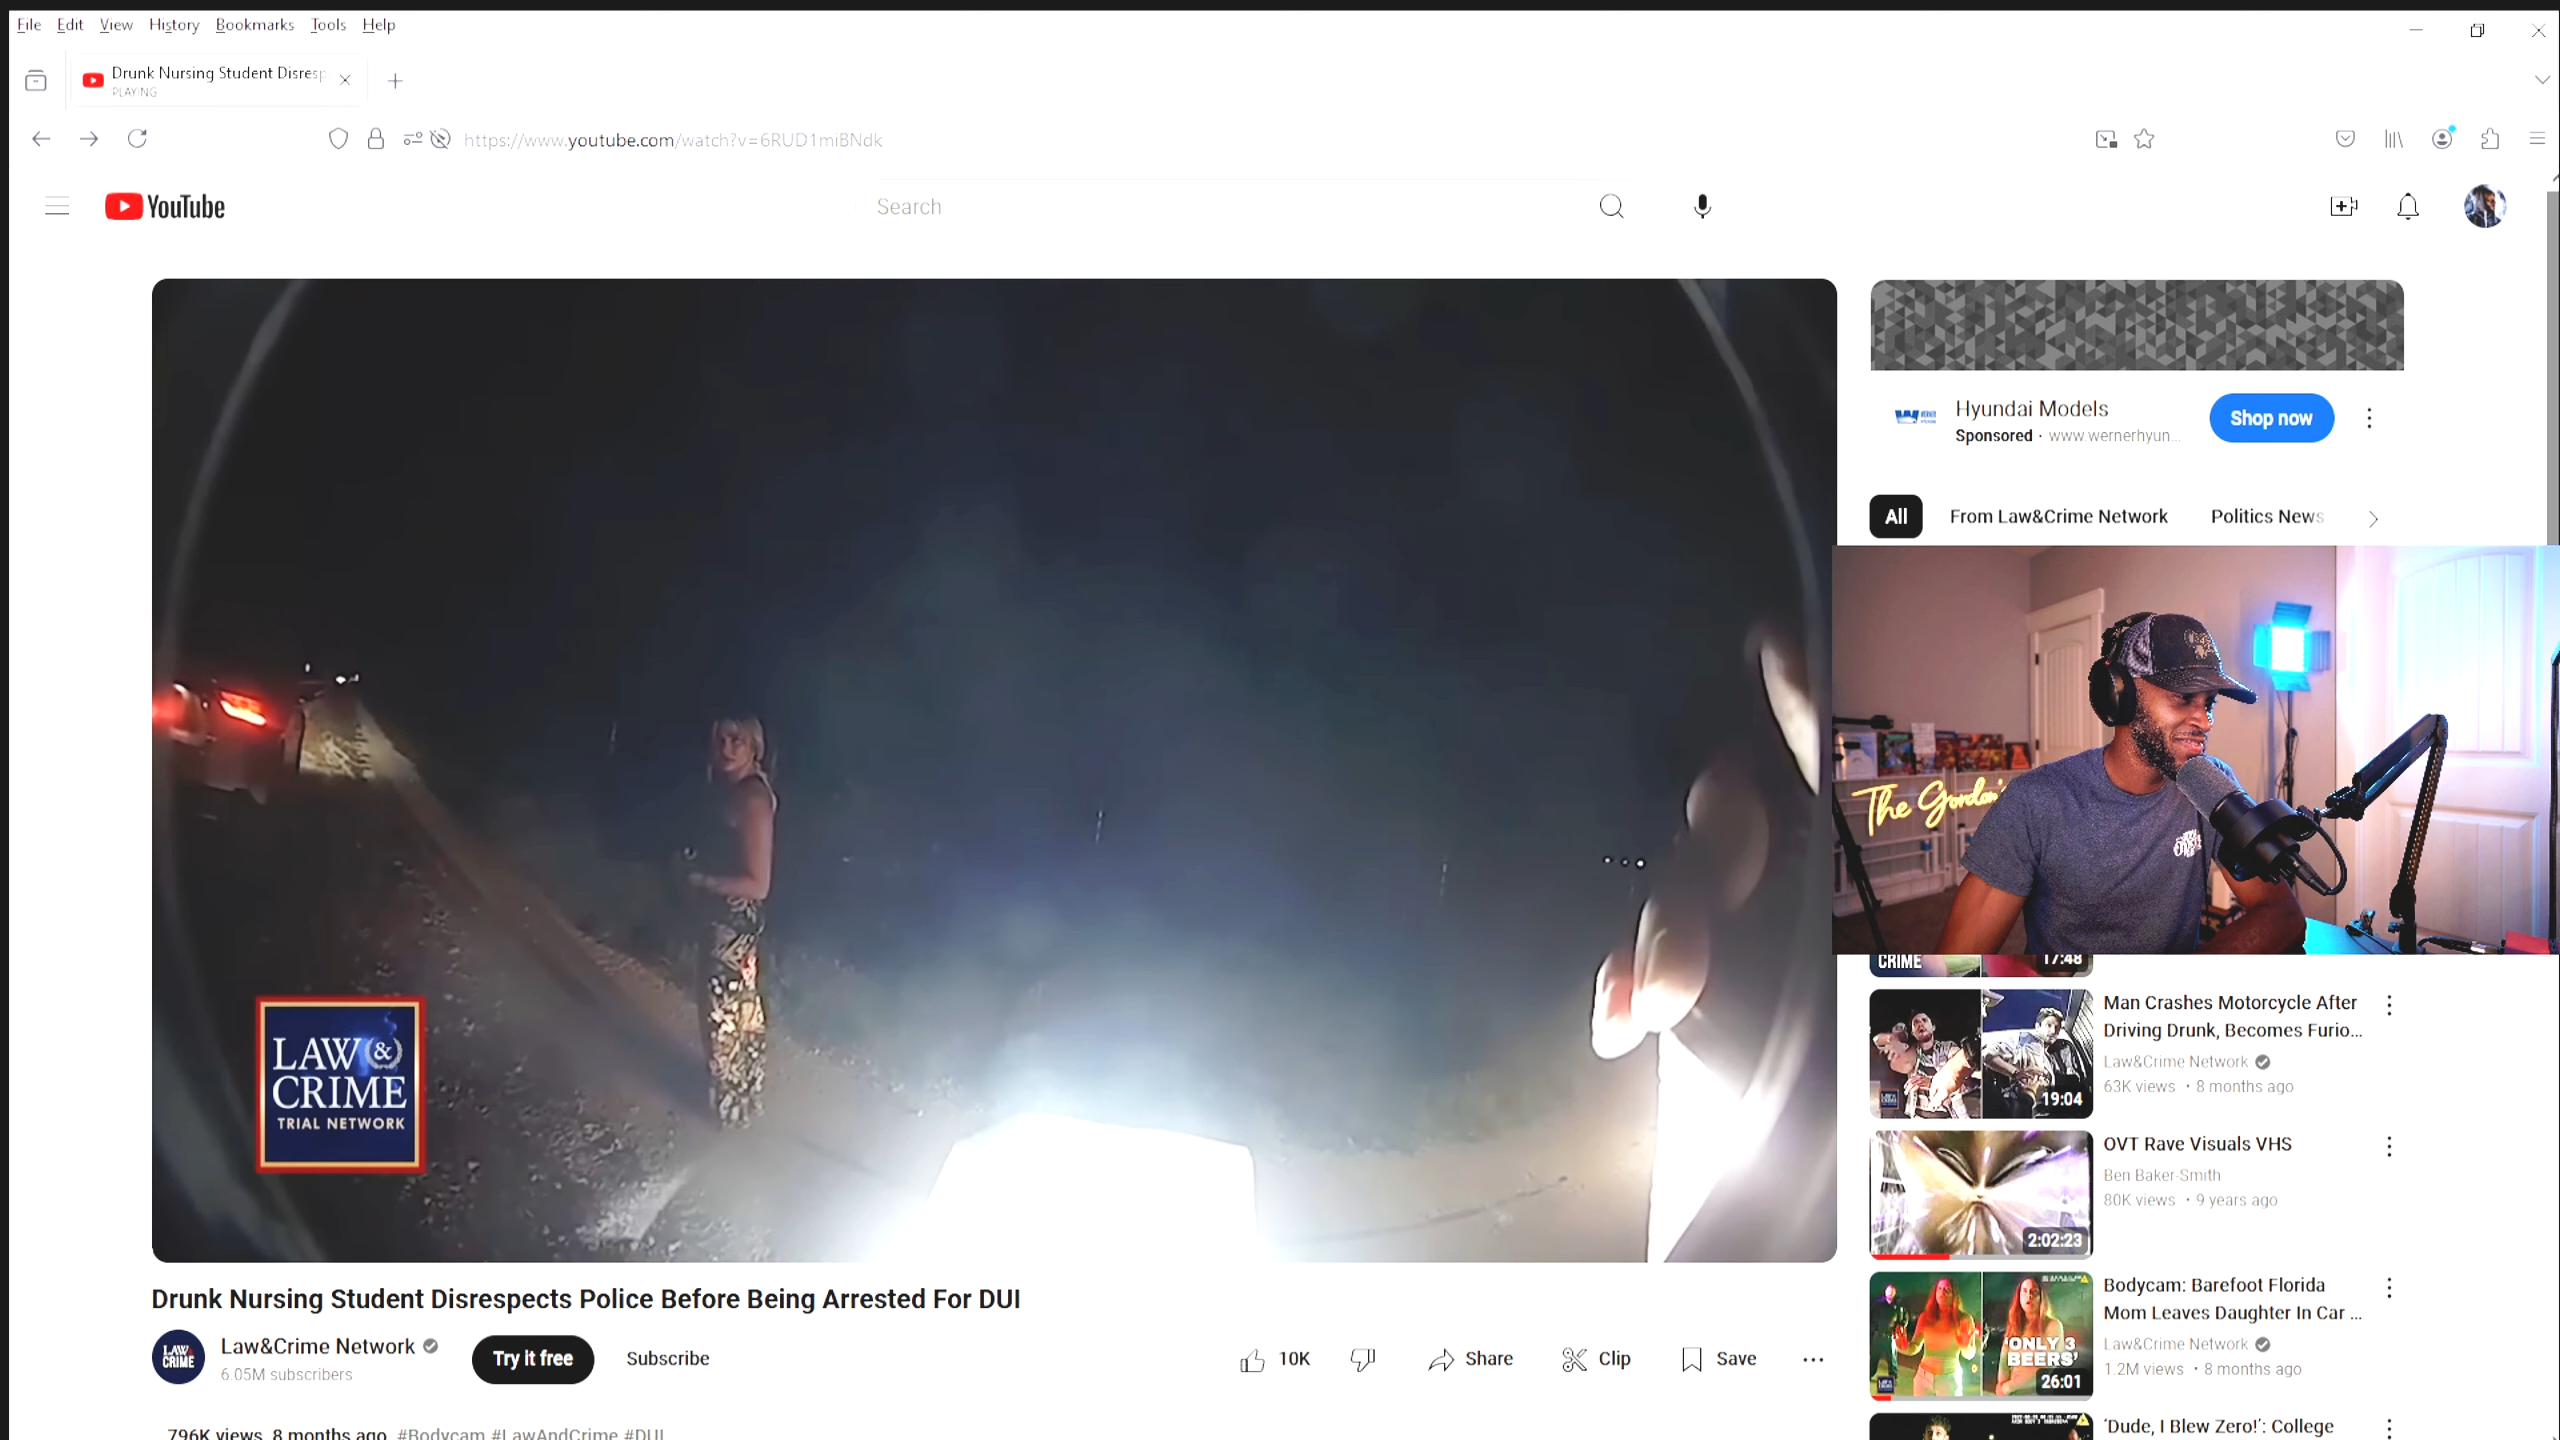 File Edit View History Bookmarks Tools Help
Drunk Nursing Student Disresp
PLAYING
https://www.youtube.com/watch?v=6RUD1miBNdk
YouTube
Search
Hyundai Models
Sponsored · www.wernerhyun...
Shop now
All From Law&Crime Network Politics News
The Gordon's
LAW &
CRIME
TRIAL NETWORK
CRIME
17:48
Man Crashes Motorcycle After
Driving Drunk, Becomes Furio...
Law&Crime Network
63K views • 8 months ago
19:04
OVT Rave Visuals VHS
Ben Baker-Smith
80K views • 9 years ago
2:02:23
Bodycam: Barefoot Florida
Mom Leaves Daughter In Car ...
Law&Crime Network
1.2M views • 8 months ago
'ONLY 3
BEERS'
26:01
'Dude, I Blew Zero!': College
Drunk Nursing Student Disrespects Police Before Being Arrested For DUI
LAW&
CRIME
Law&Crime Network
6.05M subscribers
Try it free
Subscribe
10K
Share
Clip
Save
796K views 8 months ago #Bodycam #LawAndCrime #DUI